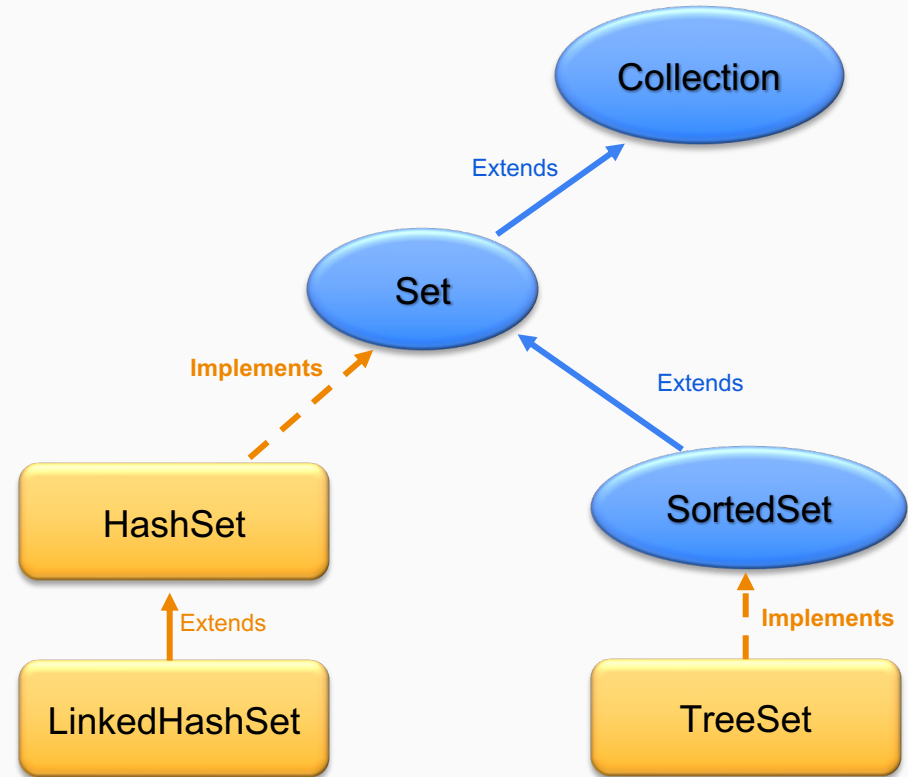 Collection
Extends
Set
Implements
Extends
HashSet
SortedSet
Extends
Implements
LinkedHashSet
TreeSet